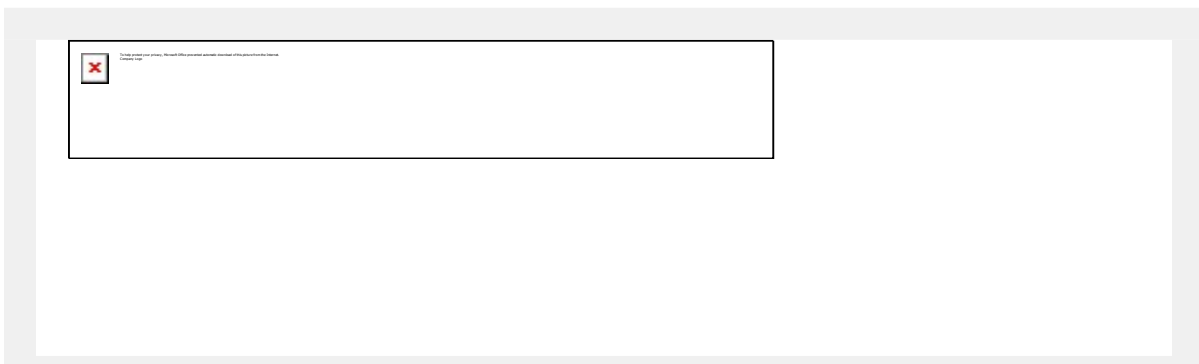 To help protect your privacy, Microsoft Office prevented automatic download of this picture from the Internet.
Company Logo